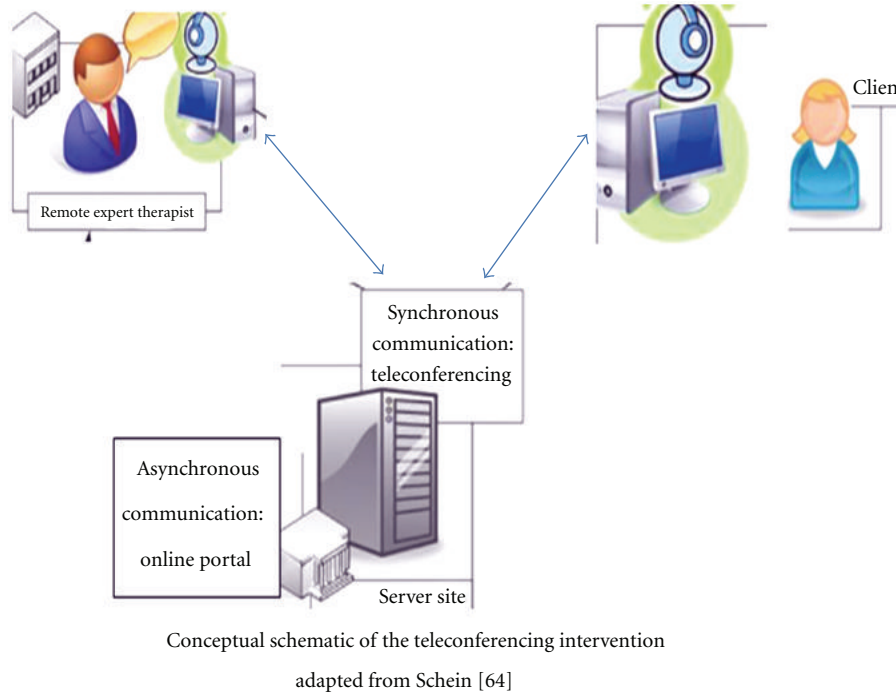 Client
Remote expert therapist
Synchronous
communication:
teleconferencing
Asynchronous
communication:
online portal
Server site
Conceptual schematic of the teleconferencing intervention
adapted from Schein [64]